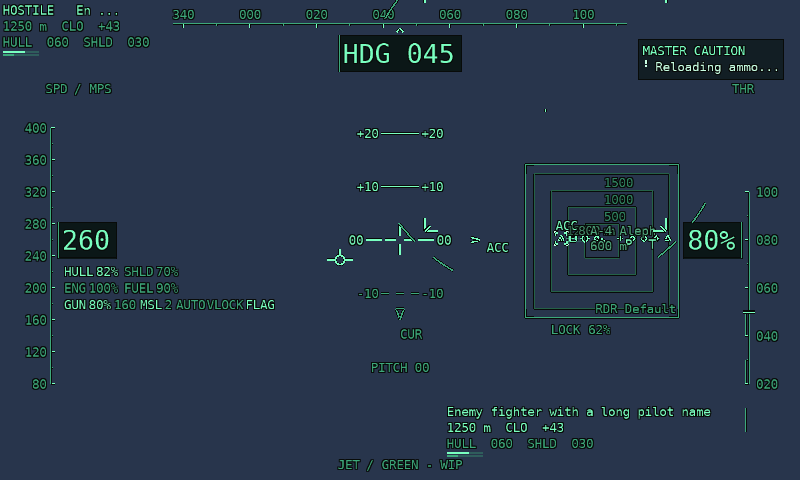 HOSTILE En ...
1250 m CLO +43
HULL 060 SHLD 030
340 000 020 040 060 080 100
HDG 045
MASTER CAUTION
! Reloading ammo...
SPD / MPS
THR
400
360
320
280
240
200
160
120
80
260
HULL 82% SHLD 70%
ENG 100% FUEL 90%
GUN 80% 160 MSL 2 AUTO VLOCK FLAG
+20 +20
+10 +10
00 00
-10 -10
ACC
CUR
PITCH 00
1500
1000
500
ACC
600 m
RDR Default
LOCK 62%
80%
100
080
060
040
020
Enemy fighter with a long pilot name
1250 m CLO +43
HULL 060 SHLD 030
JET / GREEN - WIP